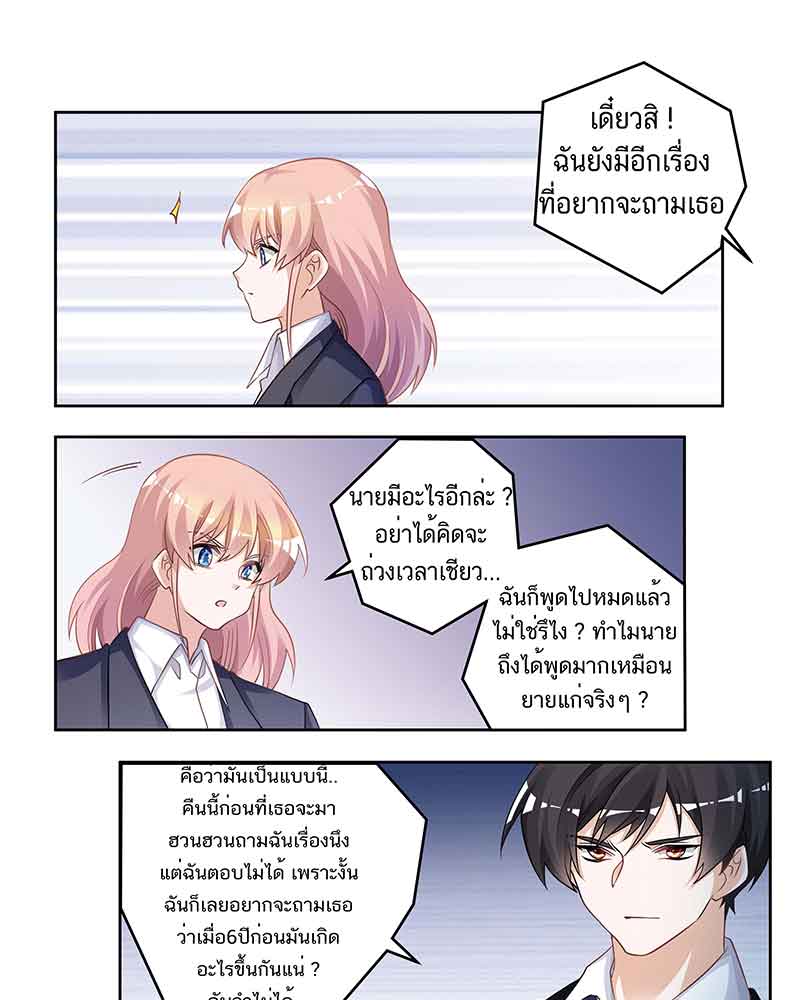 เดี๋ยวสิ !
ฉันยังมีอีกเรื่อง
ที่อยากจะถามเธอ
นายมีอะไรอีกล่ะ ?
อย่าได้คิดจะ
ถ่วงเวลาเชียว...
ฉันก็พูดไปหมดแล้ว
ไม่ใช่รึไง ? ทำไมนาย
ถึงได้พูดมากเหมือน
ยายแก่จริงๆ ?
คือว่ามันเป็นแบบนี้..
คืนนี้ก่อนที่เธอจะมา
ฮวนฮวนถามฉันเรื่องนึง
แต่ฉันตอบไม่ได้ เพราะงั้น
ฉันก็เลยอยากจะถามเธอ
ว่าเมื่อ6ปีก่อนมันเกิด
อะไรขึ้นกันแน่ ?